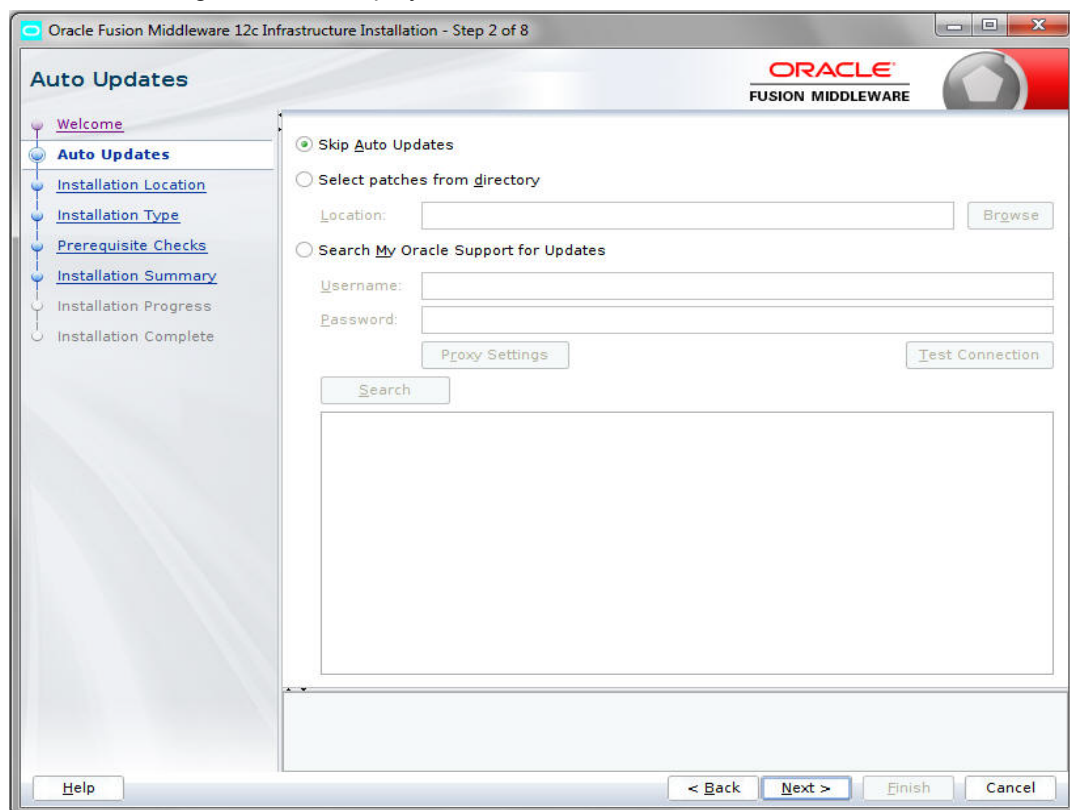 Oracle Fusion Middleware 12c Infrastructure Installation - Step 2 of 8
Auto Updates
ORACLE
FUSION MIDDLEWARE
Welcome
Auto Updates
Installation Location
Installation Type
Prerequisite Checks
Installation Summary
Installation Progress
Installation Complete
Skip Auto Updates
Select patches from directory
Location:
Browse
Search My Oracle Support for Updates
Username:
Password:
Proxy Settings
Test Connection
Search
Help
< Back
Next >
Finish
Cancel